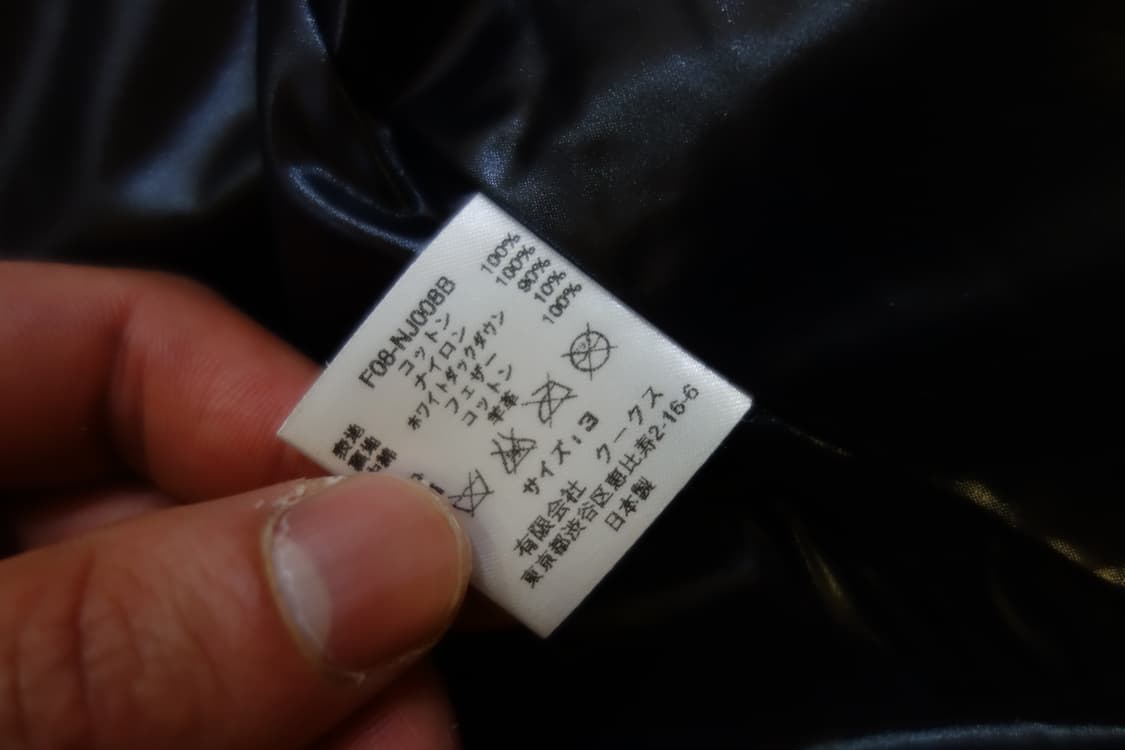 F08-NJ008B
表地 コットン 100%
裏地 ナイロン 100%
中綿 ホワイトダックダウン 90%
フェザー 10%
コットン 100%
羊革
サイズ：3
有限会社 クークス
東京都渋谷区恵比寿2-16-6
日本製